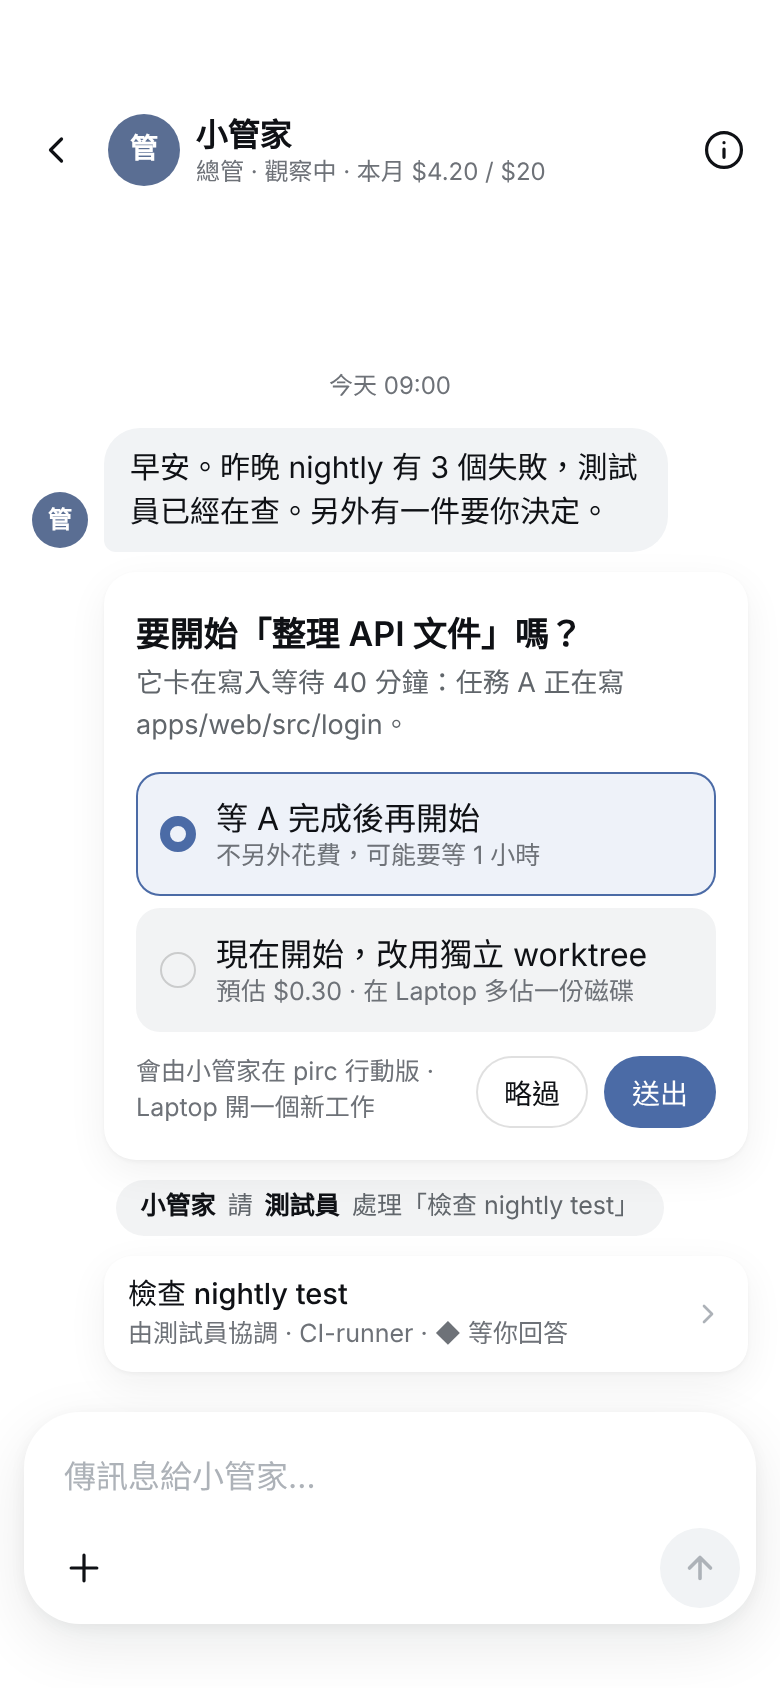 管
小管家
總管 · 觀察中 · 本月 $4.20 / $20
今天 09:00
早安。昨晚 nightly 有 3 個失敗，測試
員已經在查。另外有一件要你決定。
管
要開始「整理 API 文件」嗎？
它卡在寫入等待 40 分鐘：任務 A 正在寫
apps/web/src/login。
等 A 完成後再開始
不另外花費，可能要等 1 小時
現在開始，改用獨立 worktree
預估 $0.30 · 在 Laptop 多佔一份磁碟
會由小管家在 pirc 行動版 ·
Laptop 開一個新工作
略過
送出
小管家 請 測試員 處理「檢查 nightly test」
檢查 nightly test
由測試員協調 · CI-runner · ◆ 等你回答
傳訊息給小管家...